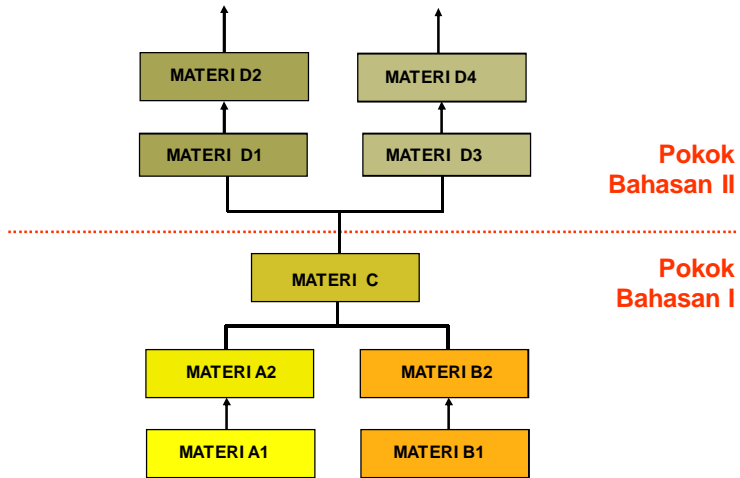 MATERI D2
MATERI D4
MATERI D1
MATERI D3
Pokok
Bahasan II
MATERI C
Pokok
Bahasan I
MATERI A2
MATERI B2
MATERI A1
MATERI B1